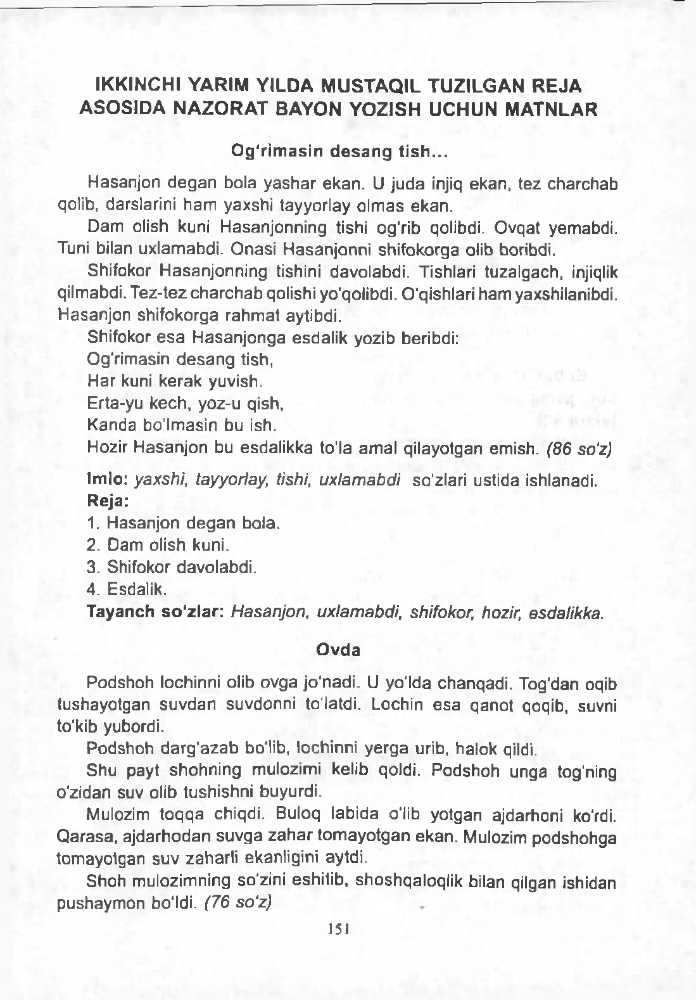 IKKINCHI YARIM YILDA MUSTAQIL TUZILGAN REJA
ASOSIDA NAZORAT BAYON YOZISH UCHUN MATNLAR
Og'rimasin desang tish...
Hasanjon degan bola yashar ekan. U juda injiq ekan, tez charchab
qolib, darslarini ham yaxshi tayyorlay olmas ekan.
Dam olish kuni Hasanjonning tishi og'rib qolibdi. Ovqat yemabdi.
Tuni bilan uxlamabdi. Onasi Hasanjonni shifokorga olib boribdi.
Shifokor Hasanjonning tishini davolabdi. Tishlari tuzalgach, injiqlik
qilmabdi. Tez-tez charchab qolishi yo'qolibdi. O'qishlari ham yaxshilanibdi.
Hasanjon shifokorga rahmat aytibdi.
Shifokor esa Hasanjonga esdalik yozib beribdi:
Og'rimasin desang tish,
Har kuni kerak yuvish.
Erta-yu kech, yoz-u qish,
Kanda bo'lmasin bu ish.
Hozir Hasanjon bu esdalikka to'la amal qilayotgan emish. (86 so'z)
Imlo: yaxshi, tayyorlay, tishi, uxlamabdi so'zlari ustida ishlanadi.
Reja:
1. Hasanjon degan bola.
2. Dam olish kuni.
3. Shifokor davolabdi.
4. Esdalik.
Tayanch so‘zlar: Hasanjon, uxlamabdi, shifokor, hozir, esdalikka.
Ovda
Podshoh lochinni olib ovga jo'nadi. U yo'lda chanqadi. Tog'dan oqib
tushayotgan suvdan suvdonni to'latdi. Lochin esa qanot qoqib, suvni
to'kib yubordi.
Podshoh darg'azab bo'lib, lochinni yerga urib, halok qildi.
Shu payt shohning mulozimi kelib qoldi. Podshoh unga tog'ning
o'zidan suv olib tushishni buyurdi.
Mulozim toqqa chiqdi. Buloq labida o'lib yotgan ajdarhoni ko'rdi.
Qarasa, ajdarhodan suvga zahar tomayotgan ekan. Mulozim podshohga
tomayotgan suv zaharli ekanligini aytdi.
Shoh mulozimning so'zini eshitib, shoshqaloqlik bilan qilgan ishidan
pushaymon bo'ldi. (76 so'z)
151